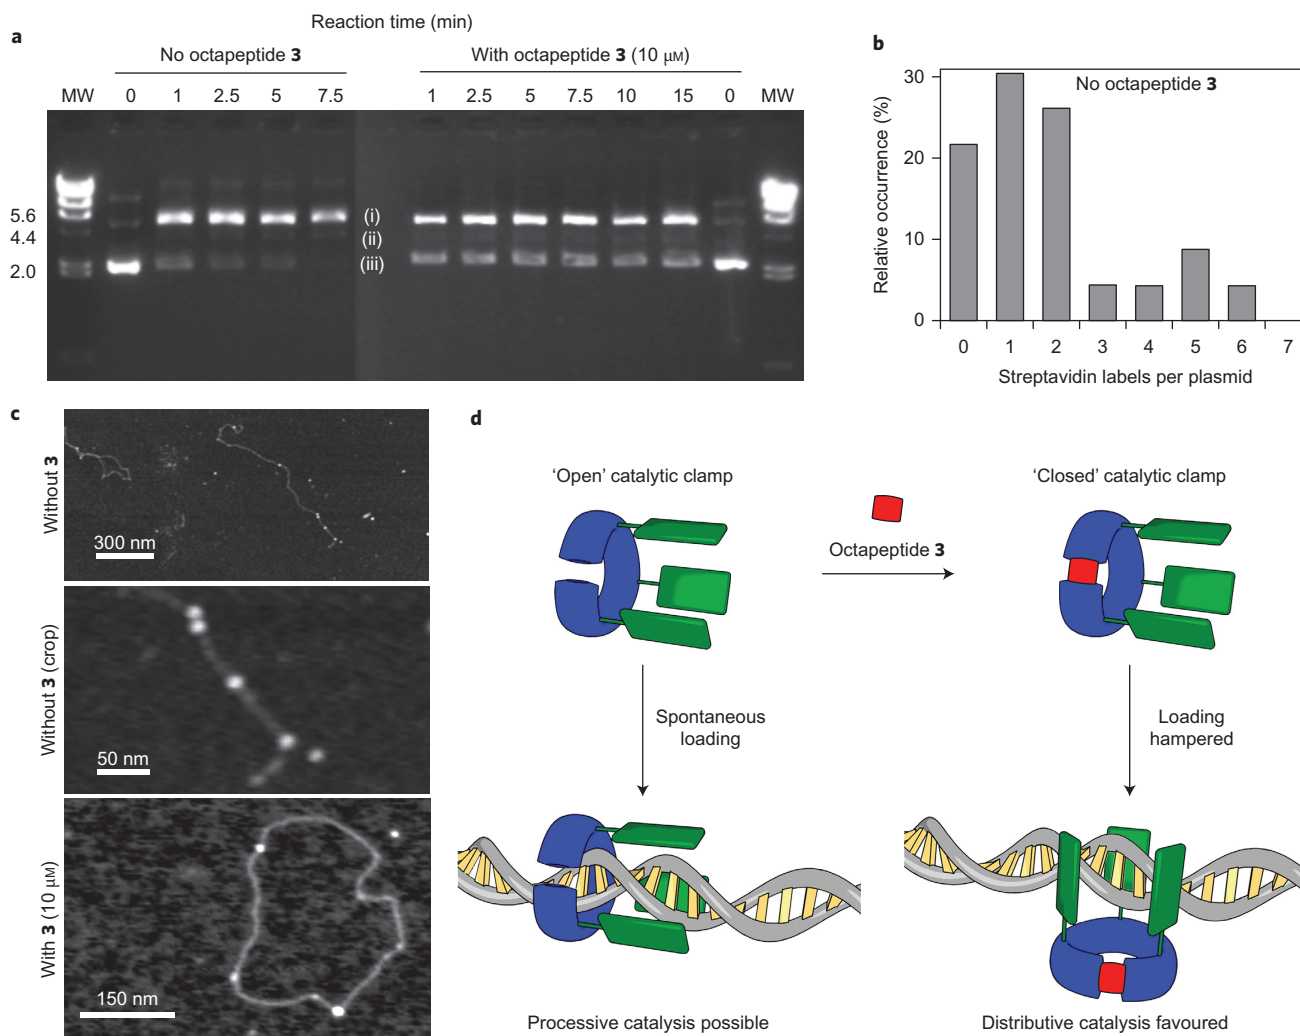 a
Reaction time (min)
No octapeptide 3
With octapeptide 3 (10 μM)
MW 0 1 2.5 5 7.5 1 2.5 5 7.5 10 15 0 MW
5.6
4.4
2.0
(i)
(ii)
(iii)
b
No octapeptide 3
Relative occurrence (%)
30
20
10
0
0 1 2 3 4 5 6 7
Streptavidin labels per plasmid
c
Without 3
300 nm
Without 3 (crop)
50 nm
With 3 (10 μM)
150 nm
d
'Open' catalytic clamp
Octapeptide 3
'Closed' catalytic clamp
Spontaneous
loading
Loading
hampered
Processive catalysis possible
Distributive catalysis favoured